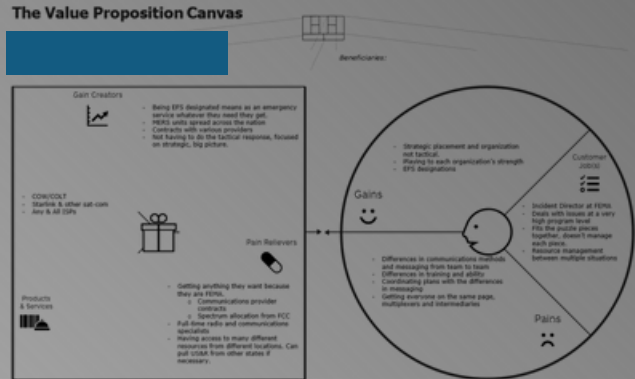 The Value Proposition Canvas
Beneficiaries:
Gain Creators
- Being EFS designated means as an emergency
service whatever they need they get.
- MERS units spread across the nation
- Contracts with various providers
- Not having to do the tactical response, focused
on strategic, big picture.
- COW/COLT
- Starlink & other sat-com
- Any & All ISPs
Pain Relievers
- Getting anything they want because
they are FEMA.
o Communications provider
contracts
o Spectrum allocation from FCC
- Full-time radio and communications
specialists
- Having access to many different
resources from different locations, Can
pull US&R from other states if
necessary.
Products
& Services
- Strategic placement and organization
not tactical.
- Playing to each organization's strength
- EFS designations
Gains
Customer
Job(s)
- Incident Director at FEMA
- Deals with issues at a very
high program level
- Fits the puzzle pieces
together, doesn't manage
each piece.
- Resource management
between multiple situations
- Differences in communications methods
and messaging from team to team
- Differences in training and ability
- Coordinating plans with the differences
in messaging
- Getting everyone on the same page,
multiplexers and intermediaries
Pains